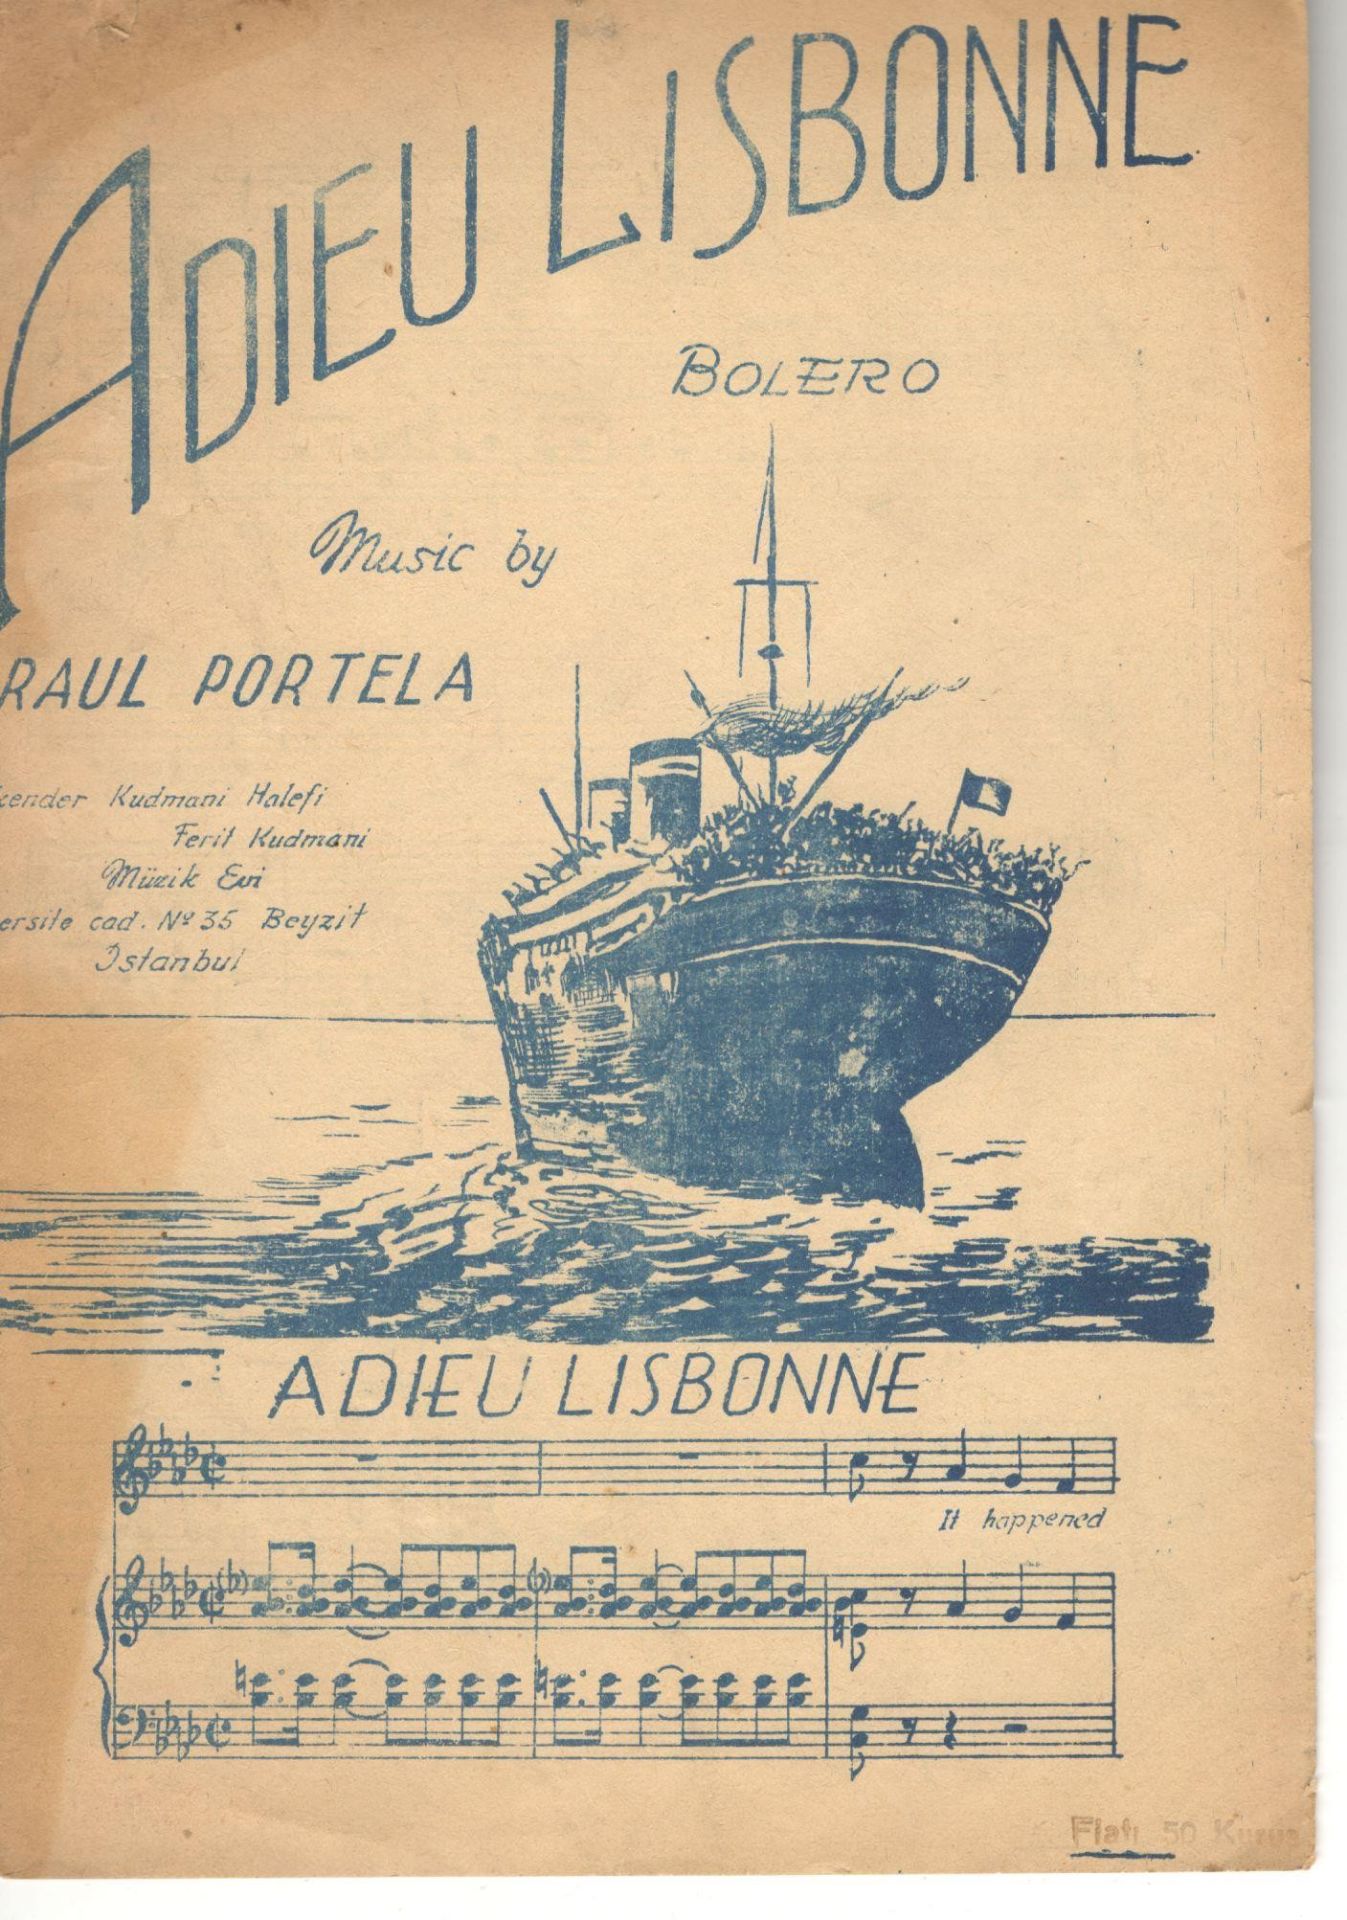 ADIEU LISBONNE
BOLERO
Music by
RAUL PORTELA
Kudmani Halefi
Ferit Kudmani
Müzik Evi
cad. Nº 35 Beyzit
Istanbul
ADIEU LISBONNE
It happened
Fiatı 50 Kuruş